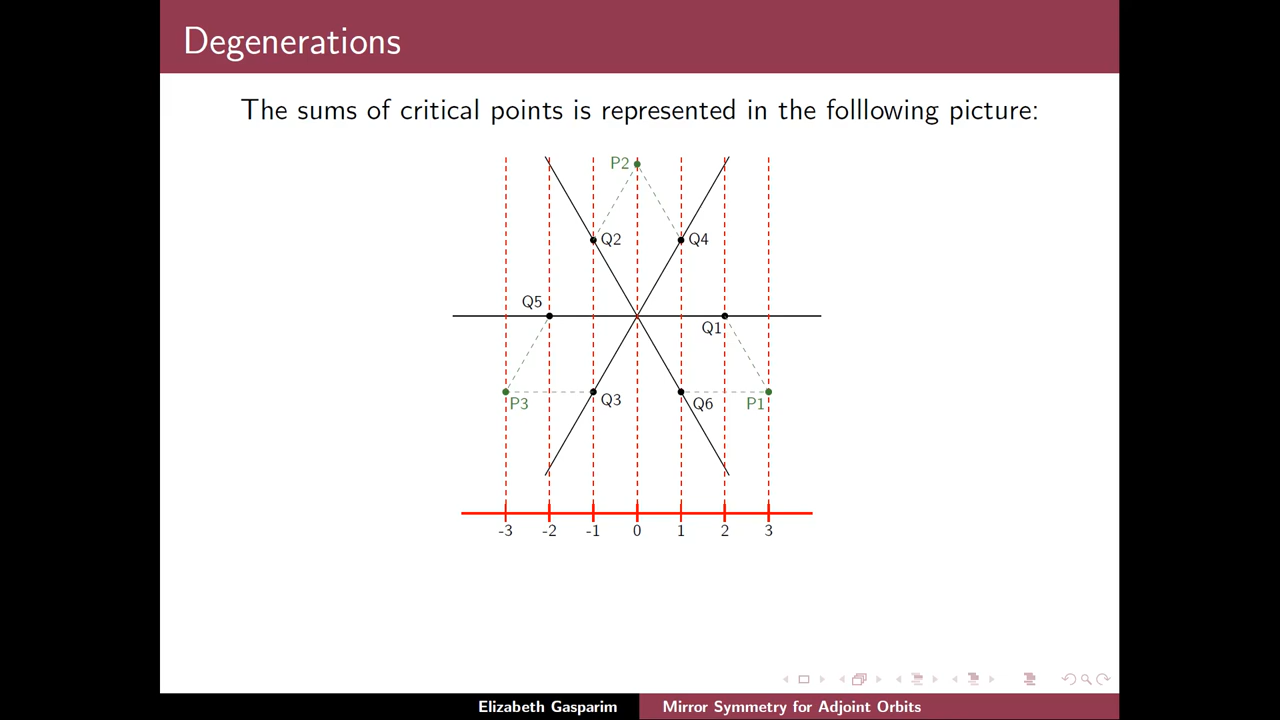 Degenerations
The sums of critical points is represented in the folllowing picture:
P2
Q2 Q4
Q5
Q1
P3 Q3 Q6 P1
-3 -2 -1 0 1 2 3
Elizabeth Gasparim Mirror Symmetry for Adjoint Orbits